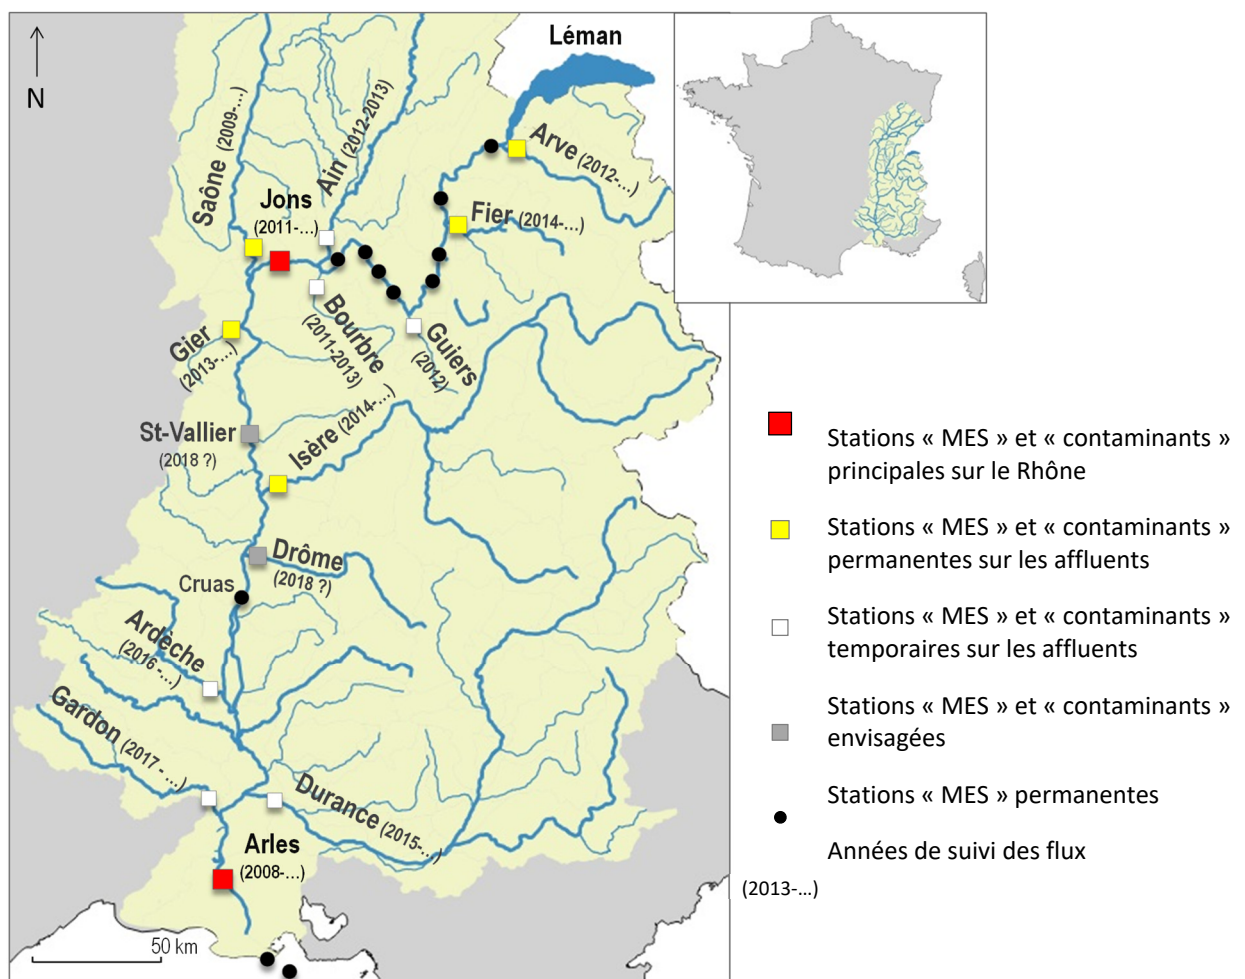 Léman
N
Saône (2009-...)
Ain (2012-2013)
Arve (2012-...)
Jons
(2011-...)
Fier (2014-...)
Gier
(2013-...)
Bourbre
(2011-2013)
Guiers
(2012)
St-Vallier
(2018 ?)
Isère (2014-...)
Drôme
(2018 ?)
Cruas
Ardèche
(2016 -...)
Gardon (2017 - ...)
Durance (2015-...)
Arles
(2008-...)
50 km
Stations « MES » et « contaminants »
principales sur le Rhône
Stations « MES » et « contaminants »
permanentes sur les affluents
Stations « MES » et « contaminants »
temporaires sur les affluents
Stations « MES » et « contaminants »
envisagées
Stations « MES » permanentes
Années de suivi des flux
(2013-...)